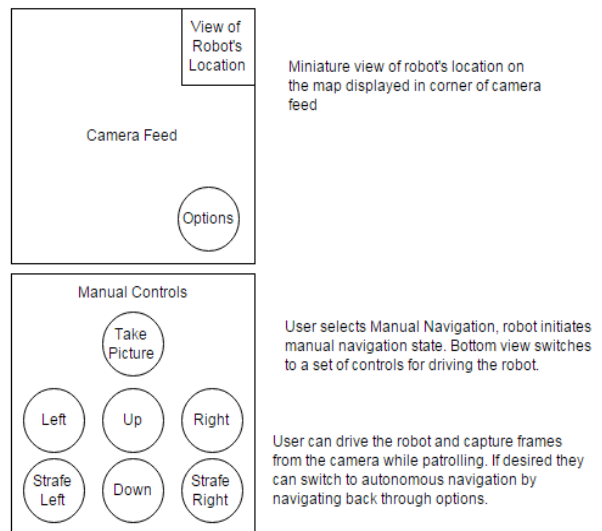 View of
Robot's
Location
Miniature view of robot's location on
the map displayed in corner of camera
feed
Camera Feed
Options
Manual Controls
Take
Picture
User selects Manual Navigation, robot initiates
manual navigation state. Bottom view switches
to a set of controls for driving the robot.
Left
Up
Right
User can drive the robot and capture frames
from the camera while patrolling. If desired they
can switch to autonomous navigation by
navigating back through options.
Strafe
Left
Down
Strafe
Right